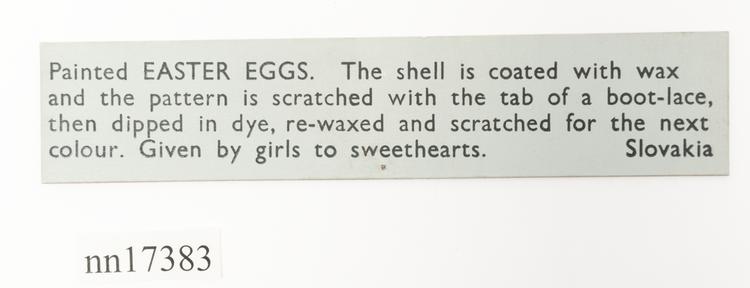 Painted EASTER EGGS. The shell is coated with wax
and the pattern is scratched with the tab of a boot-lace,
then dipped in dye, re-waxed and scratched for the next
colour. Given by girls to sweethearts. Slovakia
nn17383